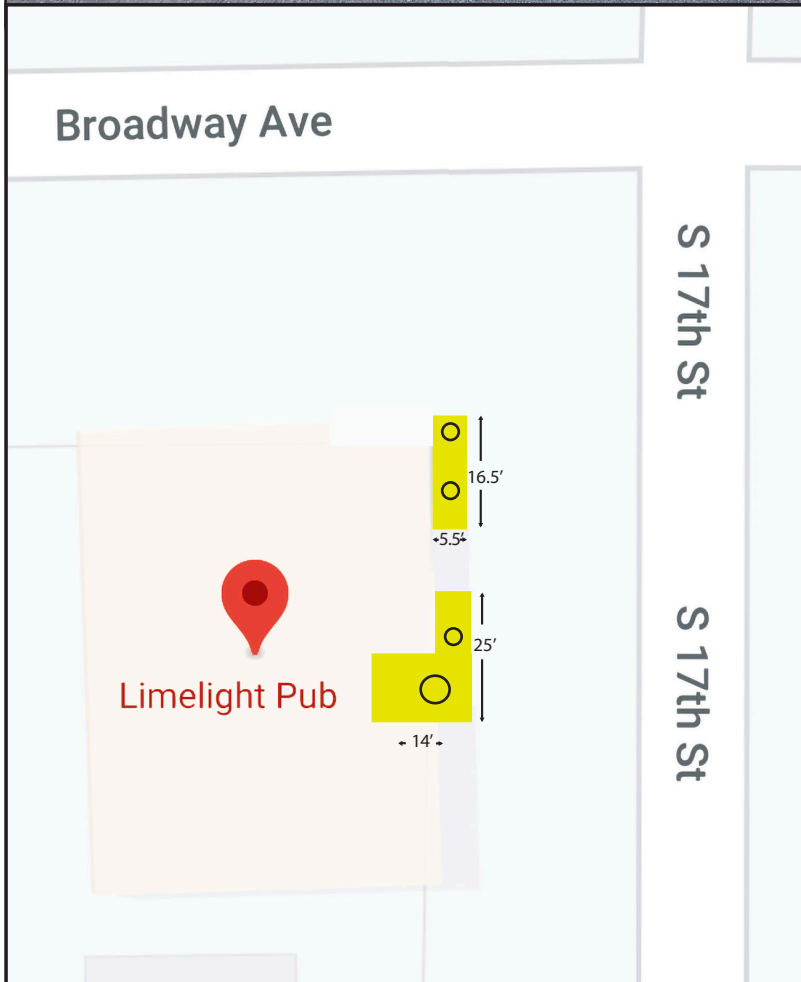 Broadway Ave
S 17th St
16.5’
5.5’
25’
S 17th St
Limelight Pub
14’